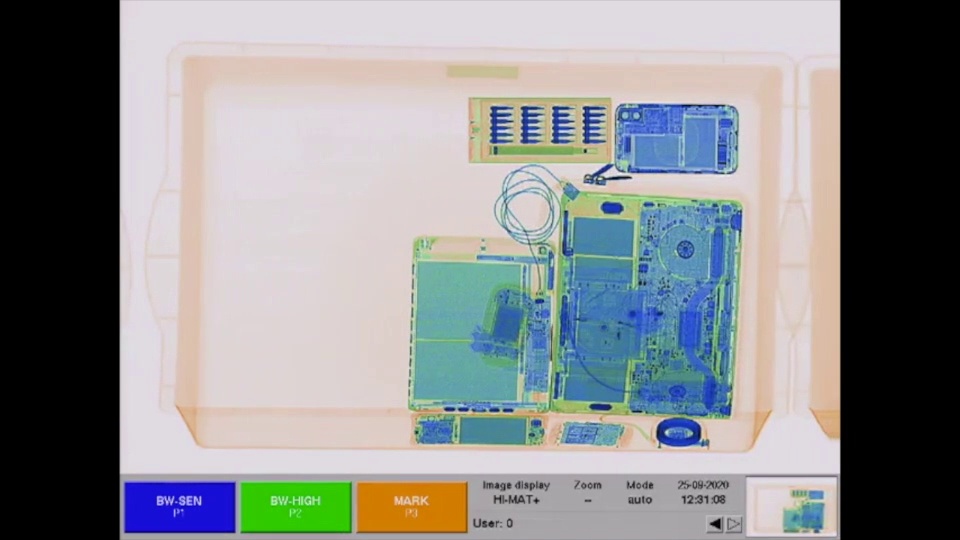 BW-SEN
P1
BW-HIGH
P2
MARK
P3
Image display Zoom Mode 25-09-2020
HI-MAT+ -- auto 12:31:08
User: 0